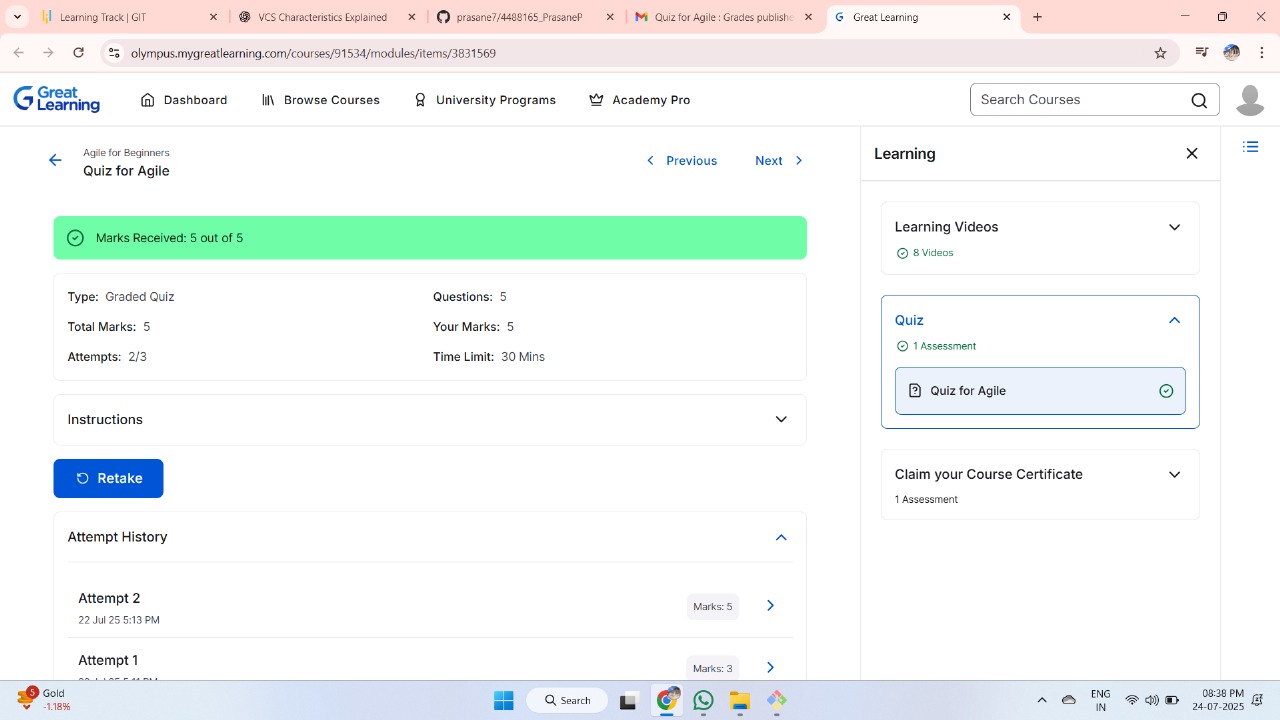 Learning Track | GIT
VCS Characteristics Explained
prasane7/4488165_PrasaneP
Quiz for Agile : Grades publishe
Great Learning
olympus.mygreatlearning.com/courses/91534/modules/items/3831569
Great Learning
Dashboard
Browse Courses
University Programs
Academy Pro
Search Courses
Agile for Beginners
Quiz for Agile
Previous
Next
Marks Received: 5 out of 5
Type: Graded Quiz
Questions: 5
Total Marks: 5
Your Marks: 5
Attempts: 2/3
Time Limit: 30 Mins
Instructions
Retake
Attempt History
Attempt 2
22 Jul 25 5:13 PM
Marks: 5
Attempt 1
Marks: 3
Learning
Learning Videos
8 Videos
Quiz
1 Assessment
Quiz for Agile
Claim your Course Certificate
1 Assessment
5
Gold
-1.18%
Search
ENG
IN
08:38 PM
24-07-2025